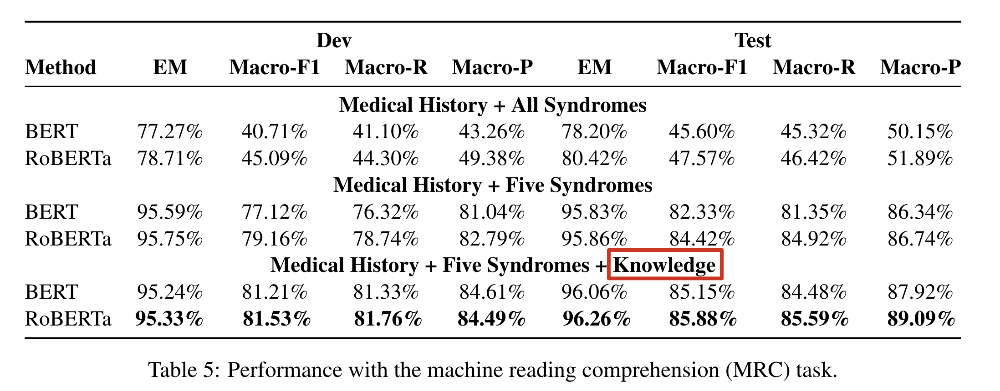 Dev Test
Method EM Macro-F1 Macro-R Macro-P EM Macro-F1 Macro-R Macro-P
Medical History + All Syndromes
BERT 77.27% 40.71% 41.10% 43.26% 78.20% 45.60% 45.32% 50.15%
RoBERTa 78.71% 45.09% 44.30% 49.38% 80.42% 47.57% 46.42% 51.89%
Medical History + Five Syndromes
BERT 95.59% 77.12% 76.32% 81.04% 95.83% 82.33% 81.35% 86.34%
RoBERTa 95.75% 79.16% 78.74% 82.79% 95.86% 84.42% 84.92% 86.74%
Medical History + Five Syndromes + Knowledge
BERT 95.24% 81.21% 81.33% 84.61% 96.06% 85.15% 84.48% 87.92%
RoBERTa 95.33% 81.53% 81.76% 84.49% 96.26% 85.88% 85.59% 89.09%
Table 5: Performance with the machine reading comprehension (MRC) task.